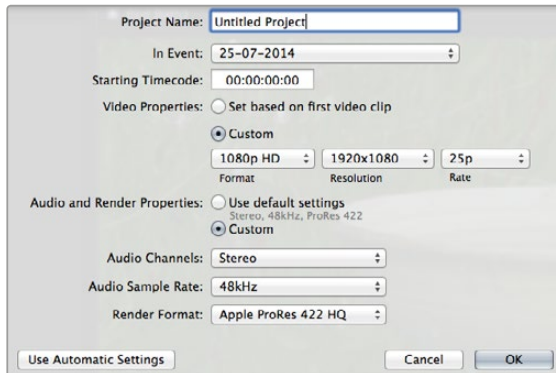 Project Name: Untitled Project
In Event: 25-07-2014
Starting Timecode: 00:00:00:00
Video Properties: Set based on first video clip
Custom
1080p HD 1920x1080 25p
Format Resolution Rate
Audio and Render Properties: Use default settings
Stereo, 48kHz, ProRes 422
Custom
Audio Channels: Stereo
Audio Sample Rate: 48kHz
Render Format: Apple ProRes 422 HQ
Use Automatic Settings Cancel OK